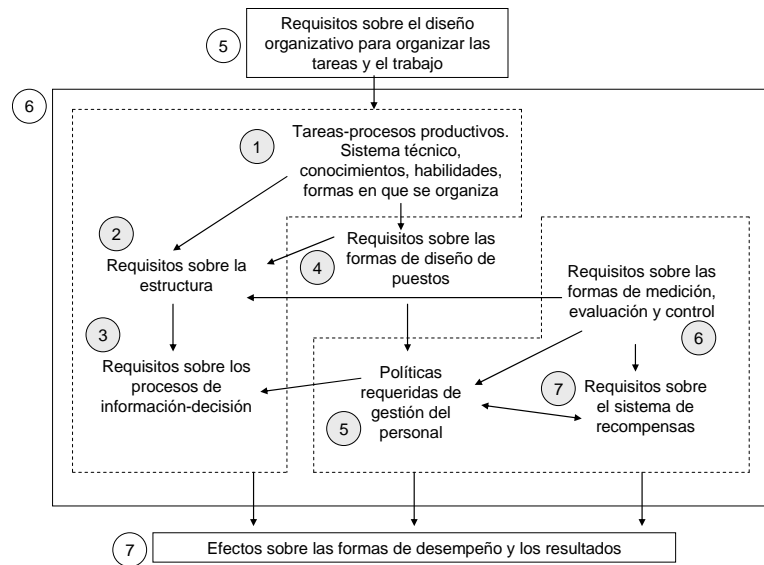 Requisitos sobre el diseño
organizativo para organizar las
tareas y el trabajo
5
6
1
Tareas-procesos productivos.
Sistema técnico,
conocimientos, habilidades,
formas en que se organiza
2
Requisitos sobre la
estructura
4
Requisitos sobre las
formas de diseño de
puestos
Requisitos sobre las
formas de medición,
evaluación y control
6
3
Requisitos sobre los
procesos de
información-decisión
Políticas
requeridas de
gestión del
personal
5
7
Requisitos sobre
el sistema de
recompensas
7
Efectos sobre las formas de desempeño y los resultados